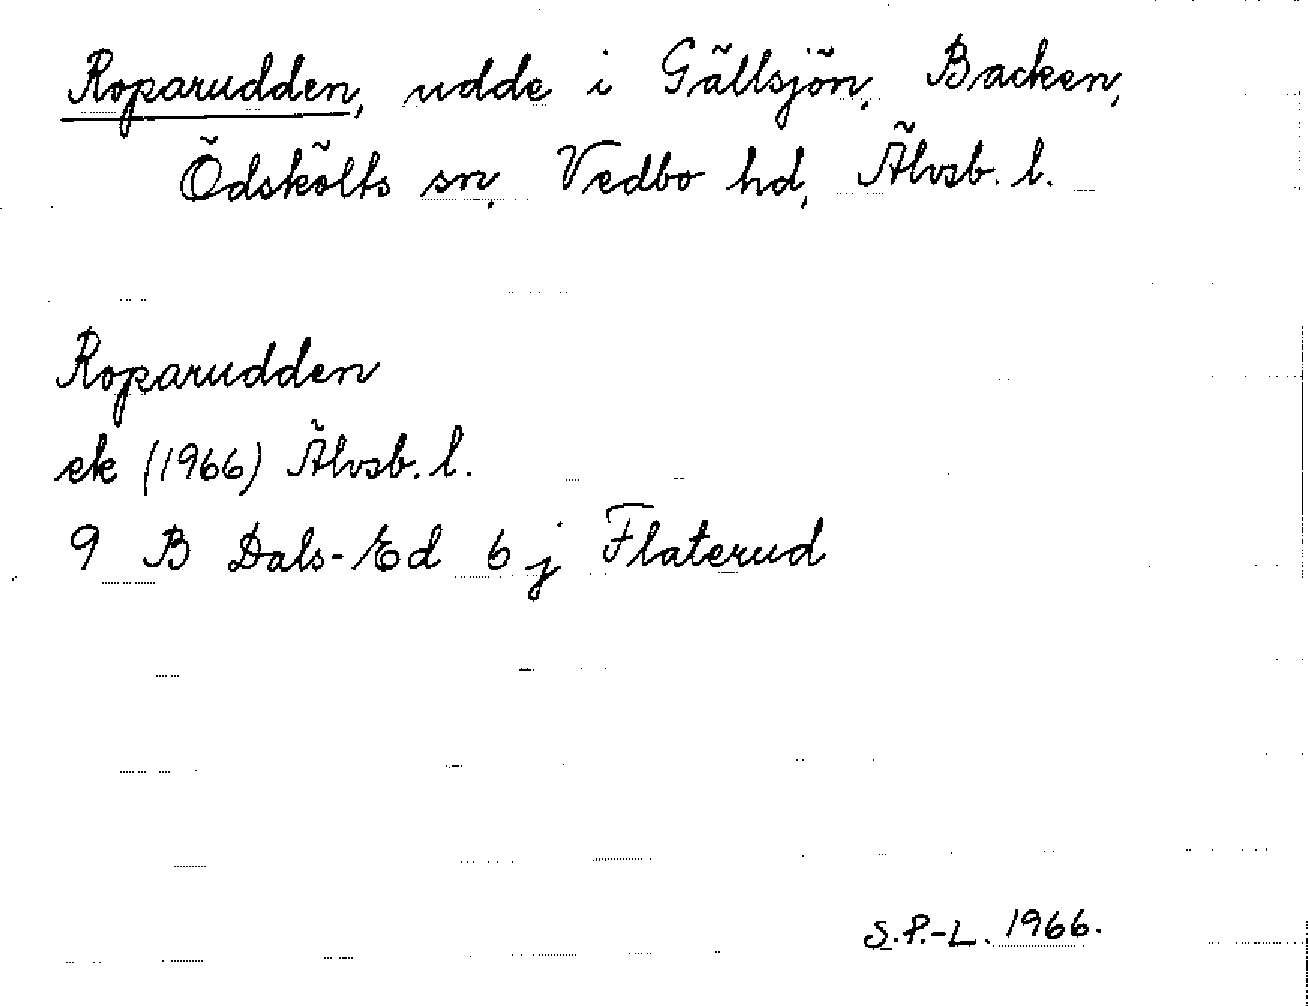 Roparudden, udde i Gällsjön, Backen,
Ödskölts sn, Vedbo hd, Älvsb. l.
Roparudden
ek (1966) Älvsb. l.
9 B Dals-Ed 6 j Flaterud
S.P.-L. 1966.